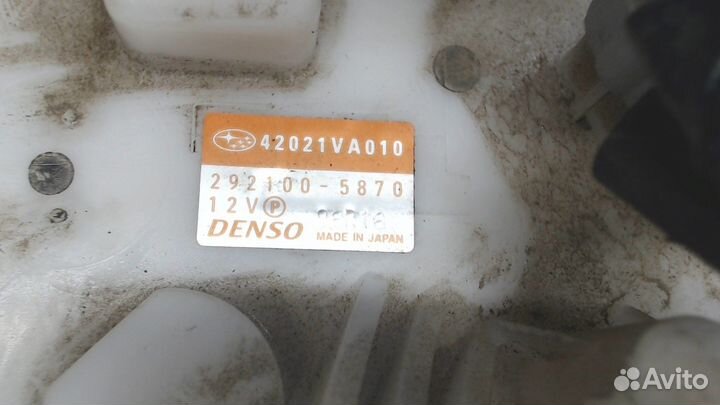 42021VA010
292100-5870
12V Ⓟ
DENSO MADE IN JAPAN
Avito